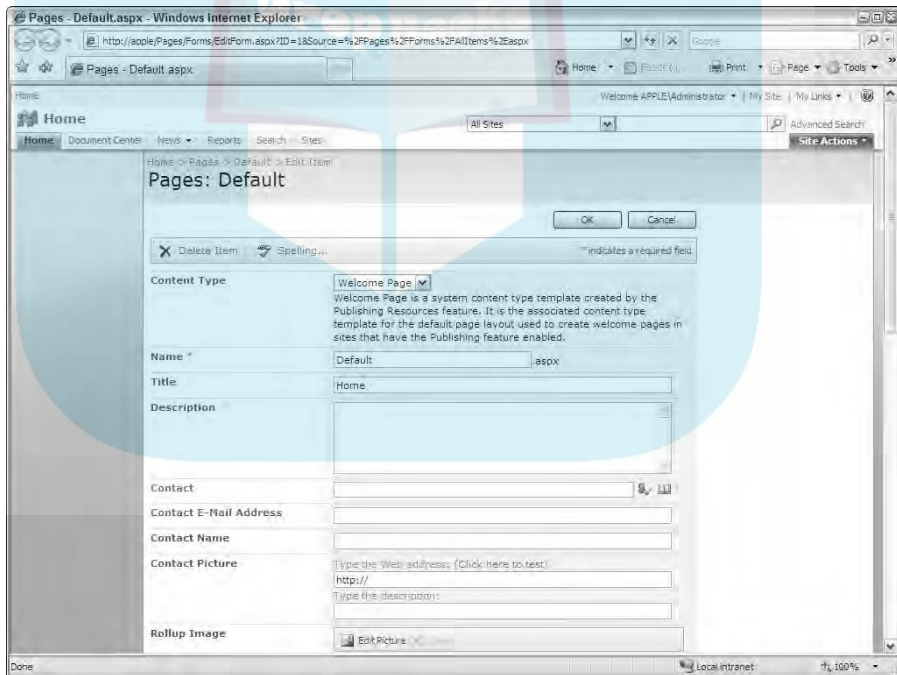 Pages - Default.aspx - Windows Internet Explorer
http://apple/Pages/Forms/EditForm.aspx?ID=1&Source=%2FPages%2FForms%2FAllItems%2Easpx
Google
Pages - Default.aspx
Home
Print
Page
Tools
Home
Welcome APPLE\Administrator
My Site
My Links
Home
All Sites
Advanced Search
Home Document Center News Reports Search Sites
Site Actions
Home > Pages > Default > Edit Item
Pages: Default
OK
Cancel
Delete Item
Spelling...
* indicates a required field
Content Type
Welcome Page
Welcome Page is a system content type template created by the
Publishing Resources feature. It is the associated content type
template for the default page layout used to create welcome pages in
sites that have the Publishing feature enabled.
Name *
Default
.aspx
Title
Home
Description
Contact
Contact E-Mail Address
Contact Name
Contact Picture
Type the Web address: (Click here to test)
http://
Type the description:
Rollup Image
Edit Picture
Done
Local intranet
100%